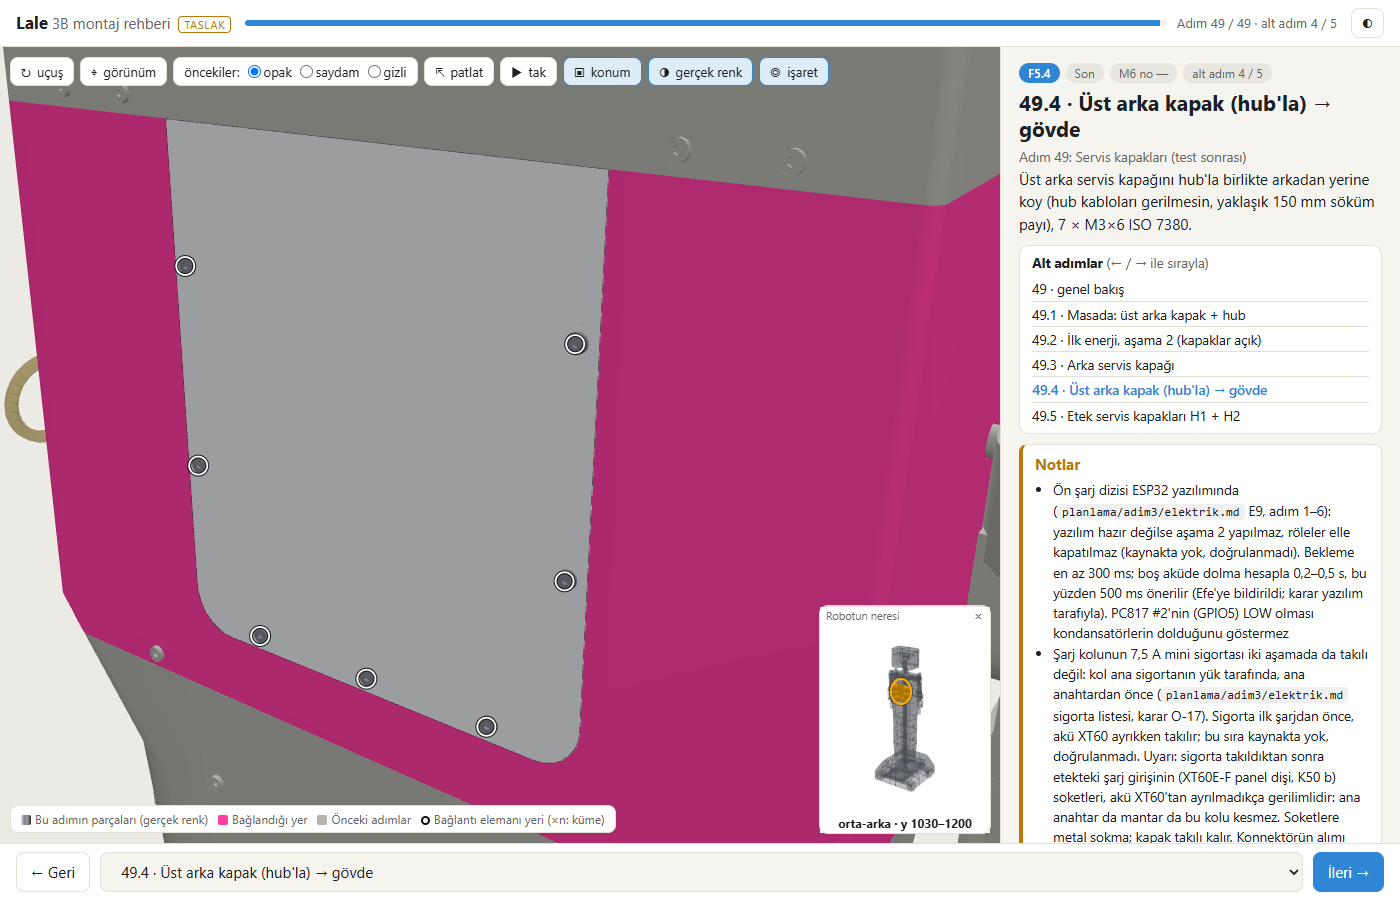 Lale 3B montaj rehberi TASLAK
Adım 49 / 49 · alt adım 4 / 5
uçuş
görünüm
öncekiler: opak saydam gizli
patlat
tak
konum
gerçek renk
işaret
F5.4 Son M6 no — alt adım 4 / 5
49.4 · Üst arka kapak (hub'la) →
gövde
Adım 49: Servis kapakları (test sonrası)
Üst arka servis kapağını hub'la birlikte arkadan yerine
koy (hub kabloları gerilmesin, yaklaşık 150 mm söküm
payı), 7 × M3×6 ISO 7380.
Alt adımlar (← / → ile sırayla)
49 · genel bakış
49.1 · Masada: üst arka kapak + hub
49.2 · İlk enerji, aşama 2 (kapaklar açık)
49.3 · Arka servis kapağı
49.4 · Üst arka kapak (hub'la) → gövde
49.5 · Etek servis kapakları H1 + H2
Notlar
• Ön şarj dizisi ESP32 yazılımında
(planlama/adim3/elektrik.md E9, adım 1–6):
yazılım hazır değilse aşama 2 yapılmaz, röleler elle
kapatılmaz (kaynakta yok, doğrulanmadı). Bekleme
en az 300 ms; boş aküde dolma hesapla 0,2–0,5 s, bu
yüzden 500 ms önerilir (Efe'ye bildirildi; karar yazılım
tarafıyla). PC817 #2'nin (GPIO5) LOW olması
kondansatörlerin dolduğunu göstermez
• Şarj kolunun 7,5 A mini sigortası iki aşamada da takılı
değil: kol ana sigortanın yük tarafında, ana
anahtardan önce (planlama/adim3/elektrik.md
sigorta listesi, karar O-17). Sigorta ilk şarjdan önce,
akü XT60 ayrıkken takılır; bu sıra kaynakta yok,
doğrulanmadı. Uyarı: sigorta takıldıktan sonra
etekteki şarj girişinin (XT60E-F panel dişi, K50 b)
soketleri, akü XT60'tan ayrılmadıkça gerilimlidir: ana
anahtar da mantar da bu kolu kesmez. Soketlere
metal sokma; kapak takılı kalır. Konnektörün alımı
Robotun neresi ×
orta-arka · y 1030–1200
Bu adımın parçaları (gerçek renk) Bağlandığı yer Önceki adımlar Bağlantı elemanı yeri (×n: küme)
← Geri
49.4 · Üst arka kapak (hub'la) → gövde
İleri →